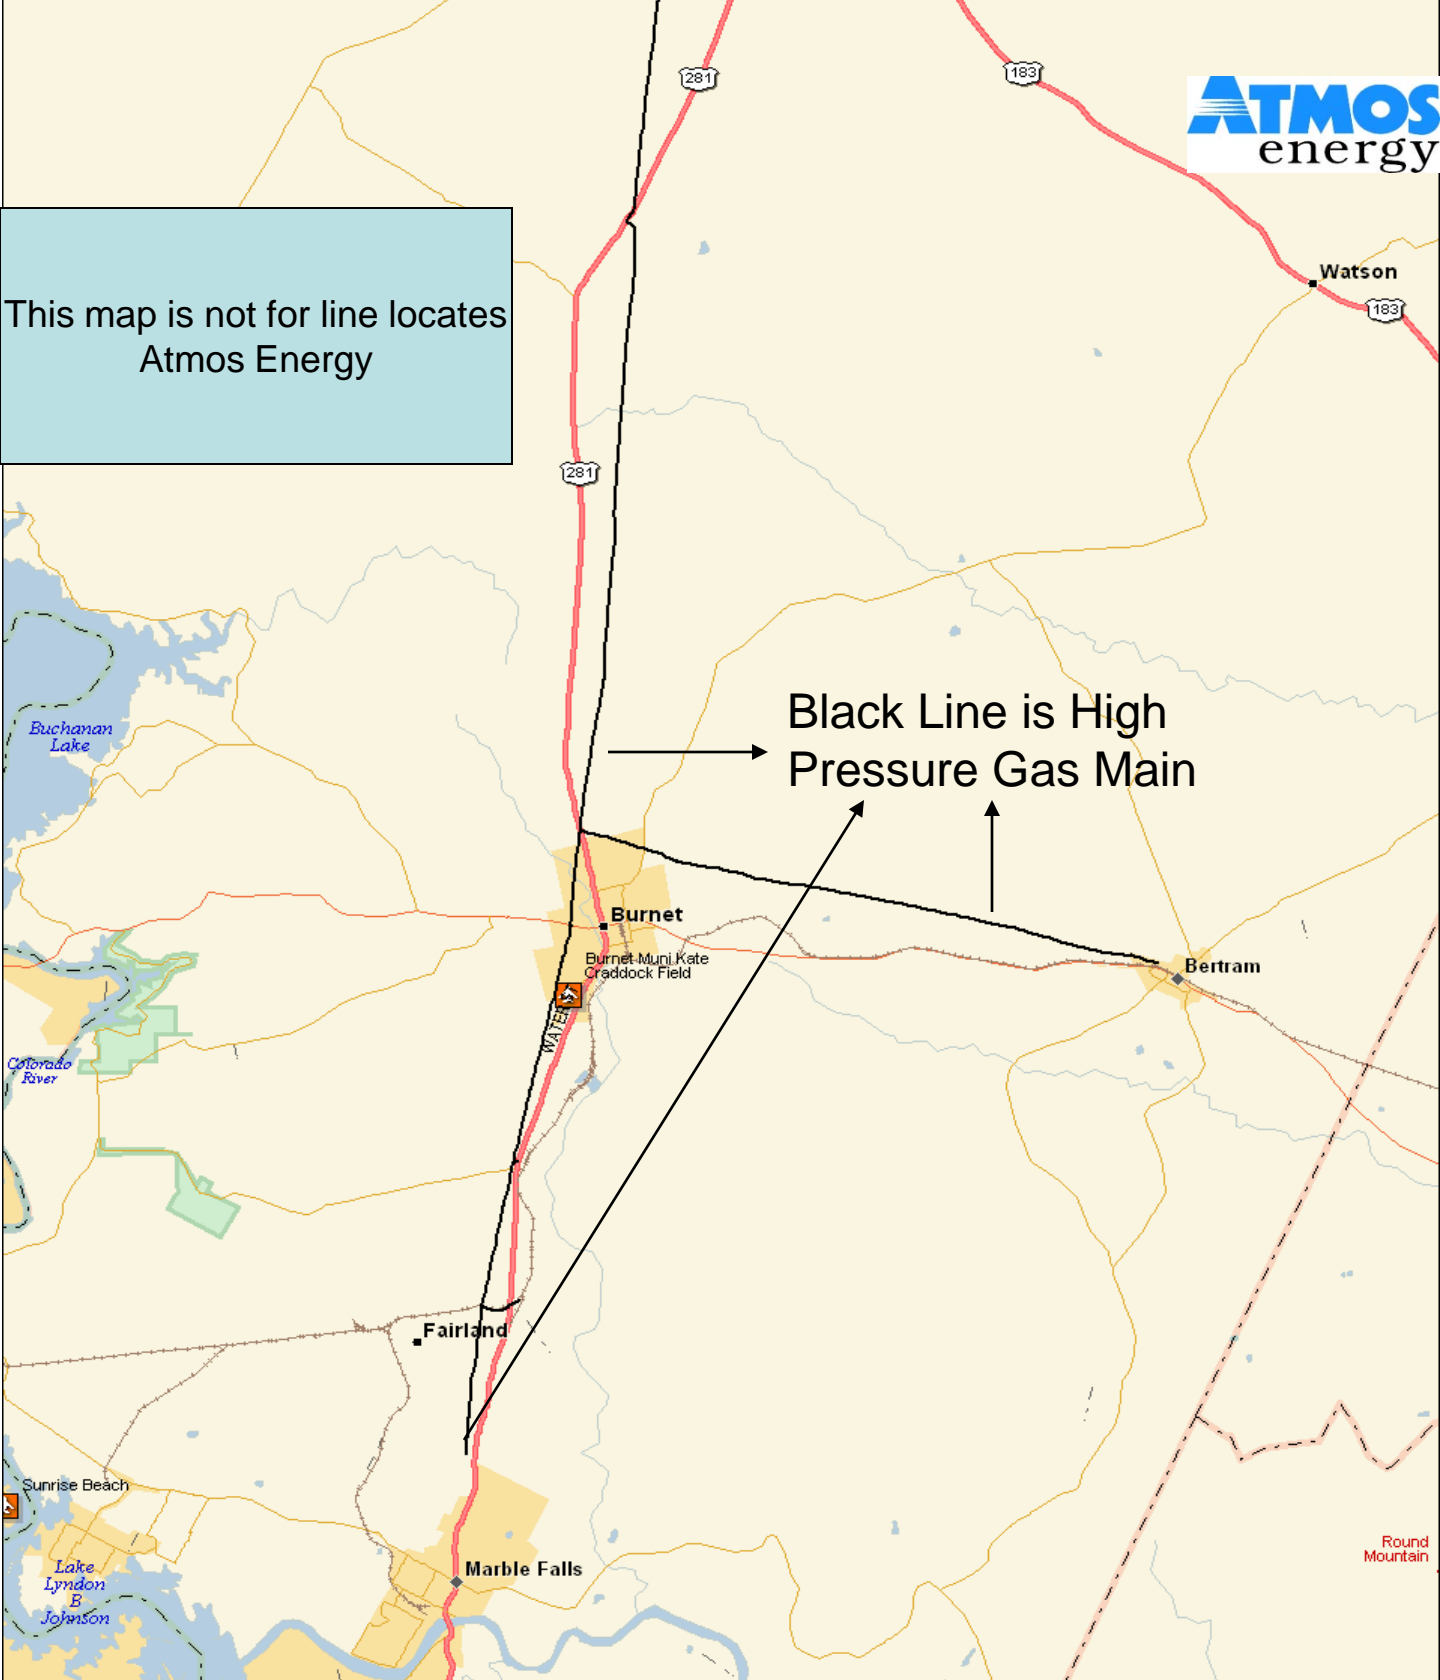 281
183
ATMOS
energy
Watson
183
This map is not for line locates
Atmos Energy
281
Buchanan
Lake
Black Line is High
Pressure Gas Main
Burnet
Burnet Muni Kate
Craddock Field
Bertram
WATER
Colorado
River
Fairland
Sunrise Beach
Round
Mountain
Marble Falls
Lake
Lyndon
B
Johnson